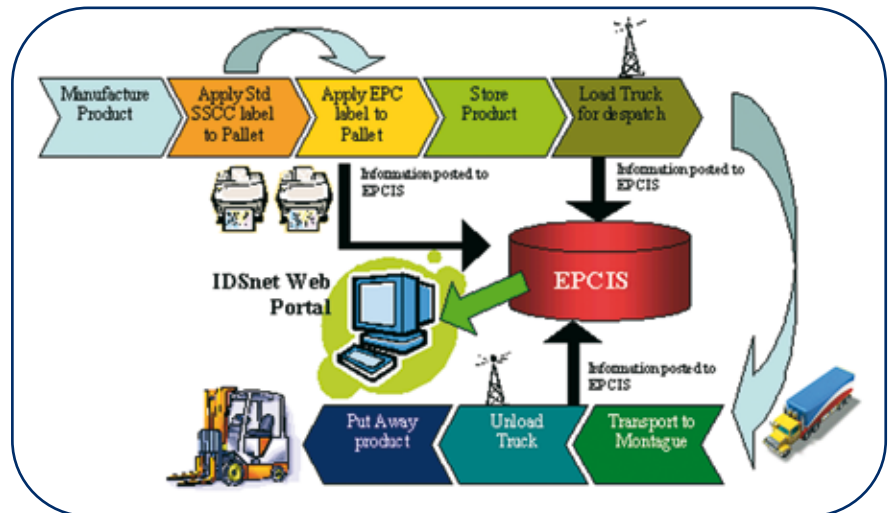 Manufacture
Product
Apply Std
SSCC label
to Pallet
Apply EPC
label to
Pallet
Store
Product
Load Truck
for despatch
Information posted to
EPCIS
Information posted to
EPCIS
IDSnet Web
Portal
EPCIS
Information posted to
EPCIS
Put Away
product
Unload
Truck
Transport to
Montague